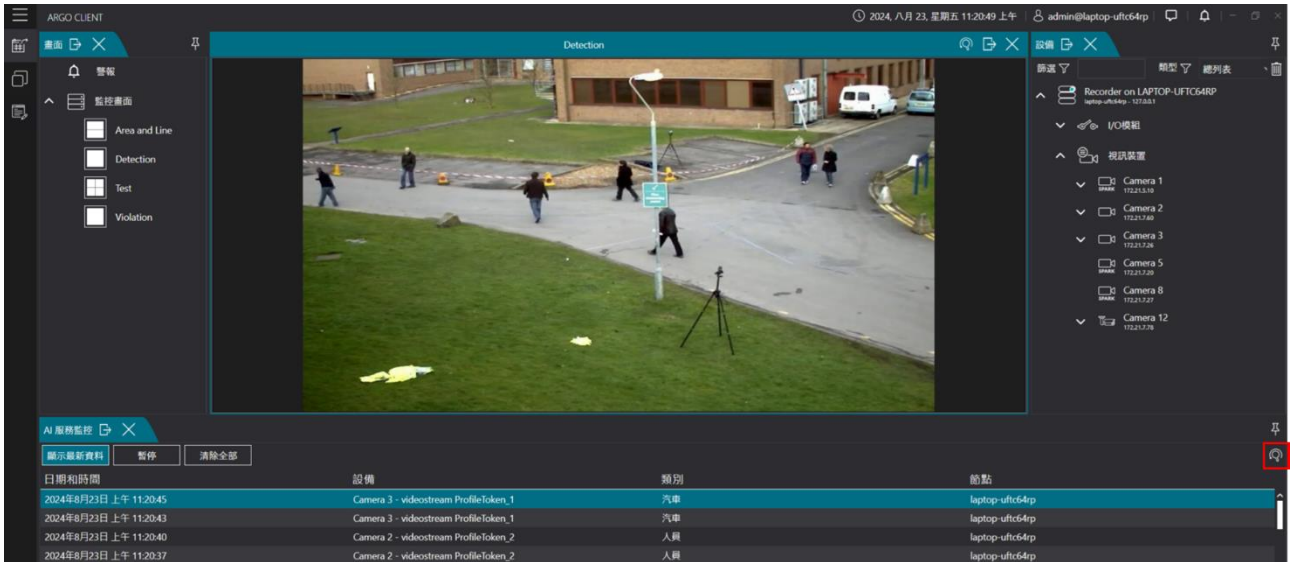 ARGO CLIENT
2024, 八月 23, 星期五 11:20:49 上午
admin@laptop-uftc64rp
畫面
警報
監控畫面
Area and Line
Detection
Test
Violation
Detection
設備
篩選
類型
總列表
Recorder on LAPTOP-UFTC64RP
laptop-uftc64rp - 127.0.0.1
I/O模組
視訊裝置
Camera 1
SPARK 172.21.5.10
Camera 2
172.21.7.60
Camera 3
172.21.7.26
Camera 5
SPARK 172.21.7.20
Camera 8
SPARK 172.21.7.27
Camera 12
172.21.7.78
AI 服務監控
顯示最新資料 暫停 清除全部
日期和時間 設備 類別 節點
2024年8月23日 上午 11:20:45 Camera 3 - videostream ProfileToken_1 汽車 laptop-uftc64rp
2024年8月23日 上午 11:20:43 Camera 3 - videostream ProfileToken_1 汽車 laptop-uftc64rp
2024年8月23日 上午 11:20:40 Camera 2 - videostream ProfileToken_2 人員 laptop-uftc64rp
2024年8月23日 上午 11:20:37 Camera 2 - videostream ProfileToken_2 人員 laptop-uftc64rp